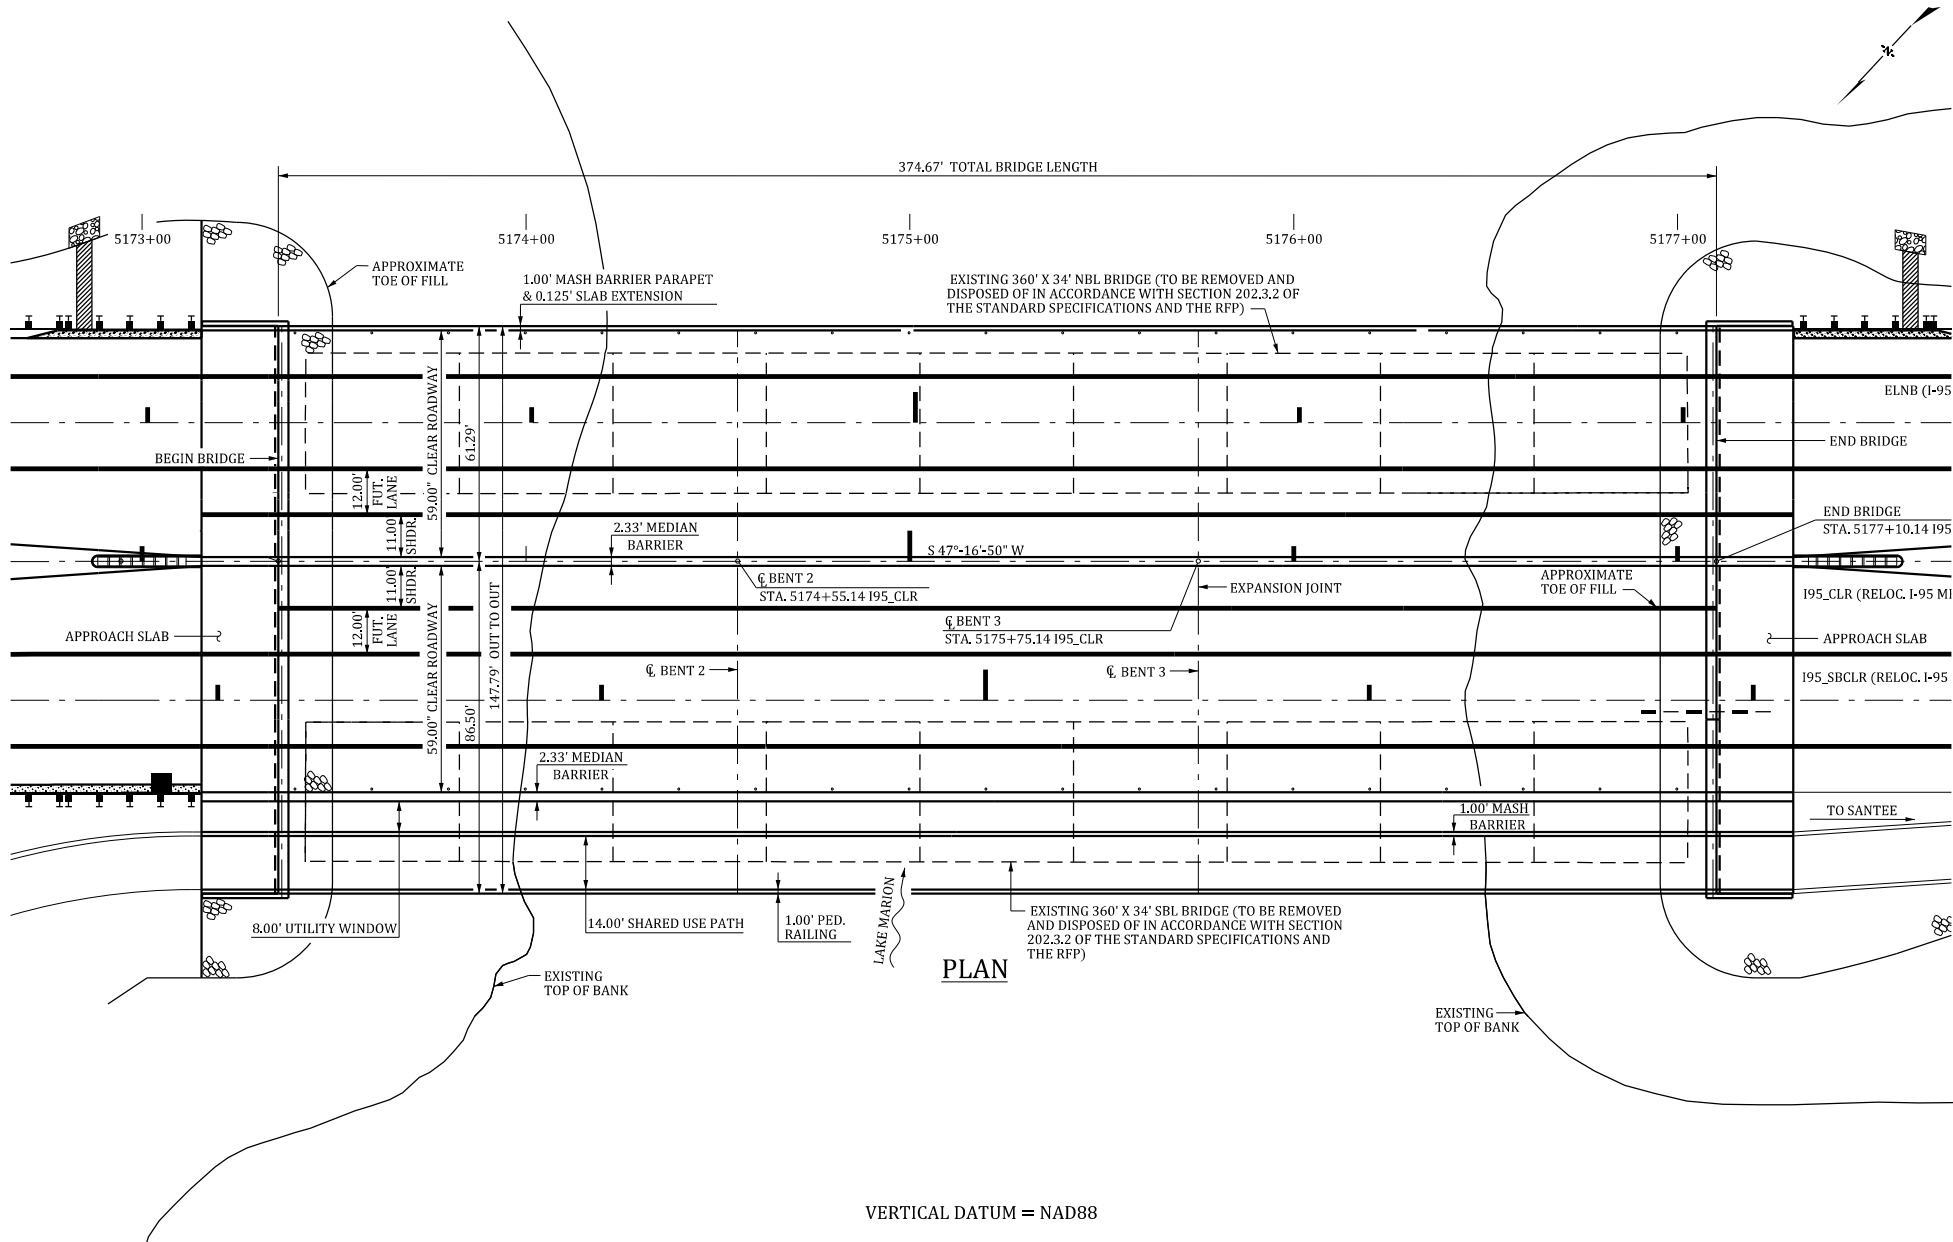 N
374.67' TOTAL BRIDGE LENGTH
5173+00
5174+00
5175+00
5176+00
5177+00
APPROXIMATE
TOE OF FILL
1.00' MASH BARRIER PARAPET
& 0.125' SLAB EXTENSION
EXISTING 360' X 34' NBL BRIDGE (TO BE REMOVED AND
DISPOSED OF IN ACCORDANCE WITH SECTION 202.3.2 OF
THE STANDARD SPECIFICATIONS AND THE RFP)
ELNB (I-95
BEGIN BRIDGE
END BRIDGE
59.00" CLEAR ROADWAY
61.29'
12.00'
FUT.
LANE
11.00'
SHDR.
2.33' MEDIAN
BARRIER
S 47°-16'-50" W
END BRIDGE
STA. 5177+10.14 I95
℄ BENT 2
STA. 5174+55.14 I95_CLR
EXPANSION JOINT
APPROXIMATE
TOE OF FILL
I95_CLR (RELOC. I-95 MI
11.00'
SHDR.
12.00'
FUT.
LANE
℄ BENT 3
STA. 5175+75.14 I95_CLR
APPROACH SLAB
APPROACH SLAB
℄ BENT 2
℄ BENT 3
59.00" CLEAR ROADWAY
86.50'
147.79' OUT TO OUT
I95_SBCLR (RELOC. I-95
2.33' MEDIAN
BARRIER
1.00' MASH
BARRIER
TO SANTEE
8.00' UTILITY WINDOW
14.00' SHARED USE PATH
1.00' PED.
RAILING
LAKE MARION
EXISTING 360' X 34' SBL BRIDGE (TO BE REMOVED
AND DISPOSED OF IN ACCORDANCE WITH SECTION
202.3.2 OF THE STANDARD SPECIFICATIONS AND
THE RFP)
PLAN
EXISTING
TOP OF BANK
EXISTING
TOP OF BANK
VERTICAL DATUM = NAD88